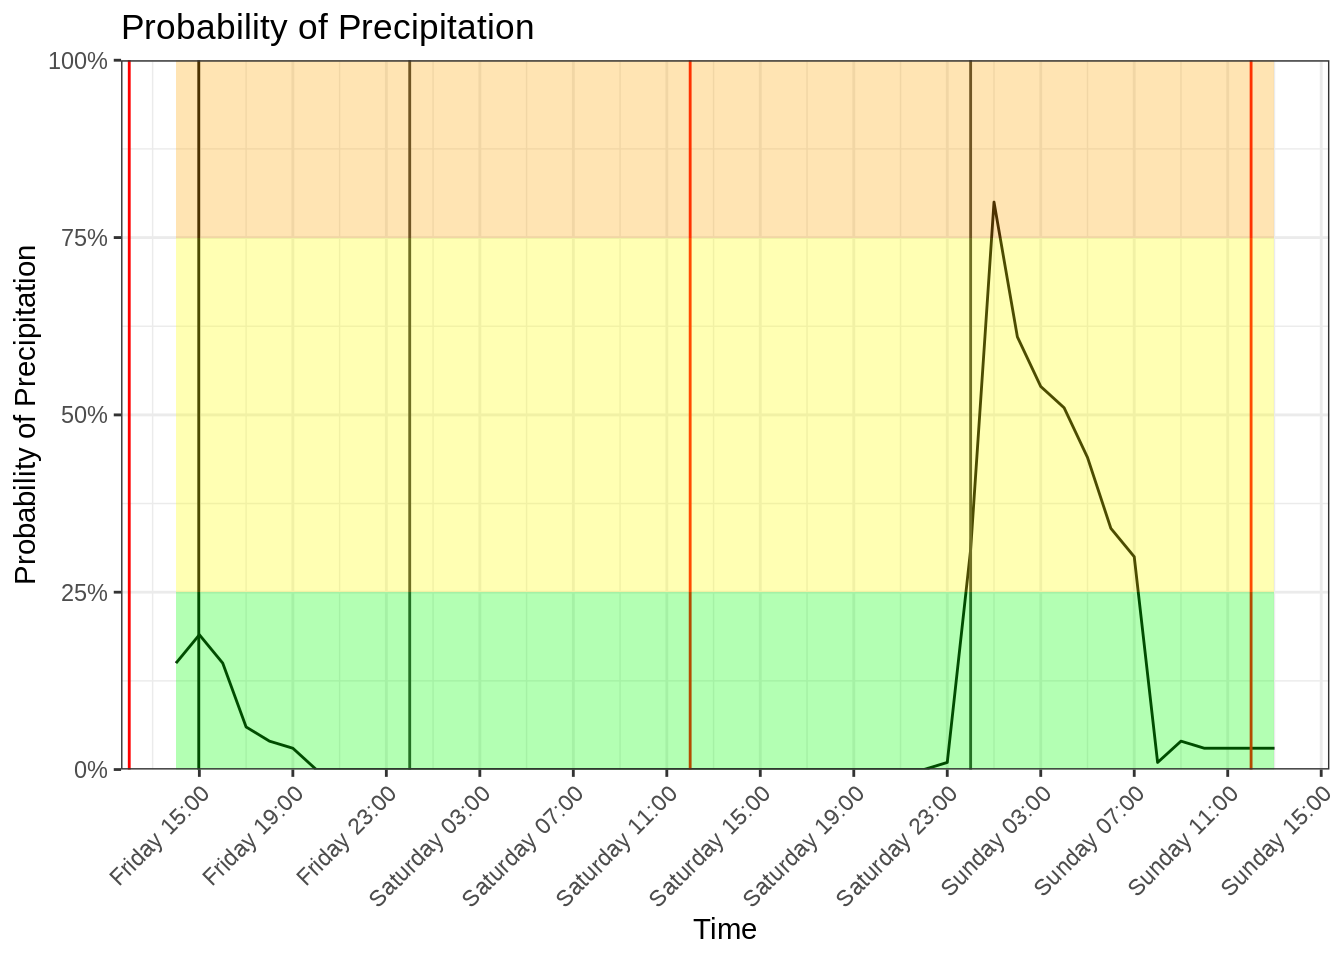 Probability of Precipitation
Probability of Precipitation
100%
75%
50%
25%
0%
Friday 15:00
Friday 19:00
Friday 23:00
Saturday 03:00
Saturday 07:00
Saturday 11:00
Saturday 15:00
Saturday 19:00
Saturday 23:00
Sunday 03:00
Sunday 07:00
Sunday 11:00
Sunday 15:00
Time